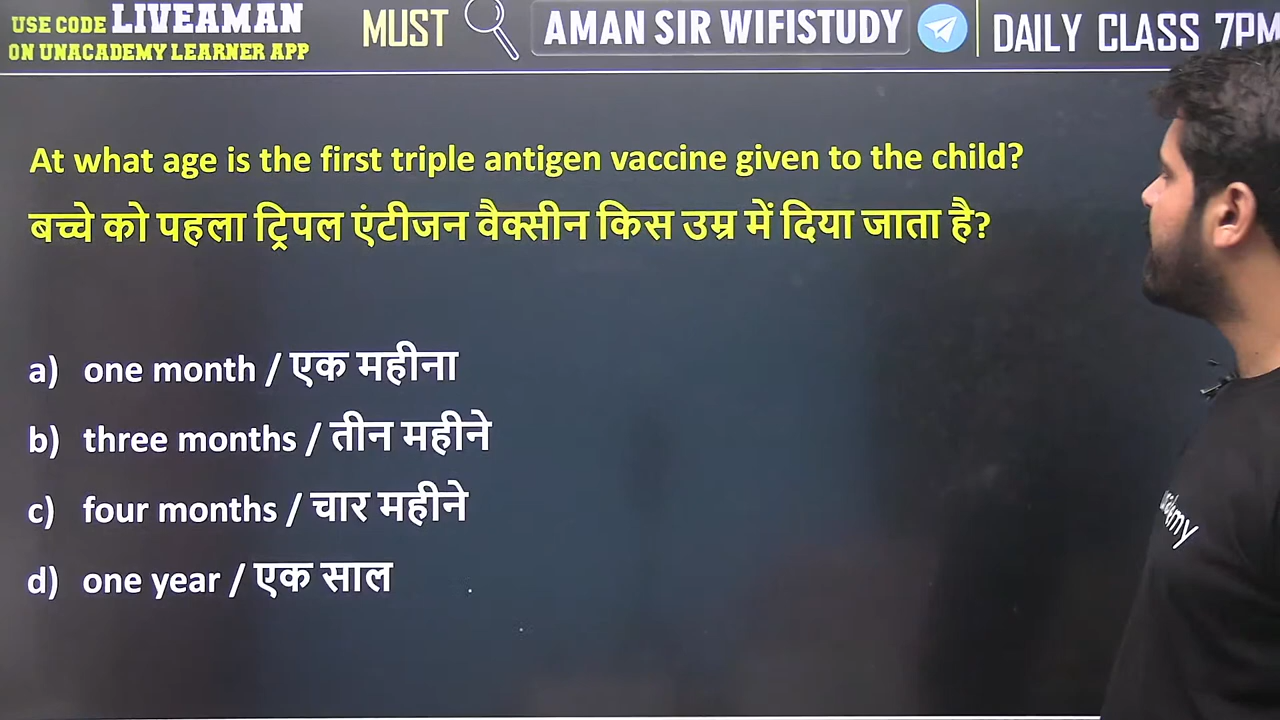 USE CODE LIVEAMAN
ON UNACADEMY LEARNER APP
MUST
AMAN SIR WIFISTUDY
DAILY CLASS 7PM
At what age is the first triple antigen vaccine given to the child?
बच्चे को पहला ट्रिपल एंटीजन वैक्सीन किस उम्र में दिया जाता है?
a) one month / एक महीना
b) three months / तीन महीने
c) four months / चार महीने
d) one year / एक साल